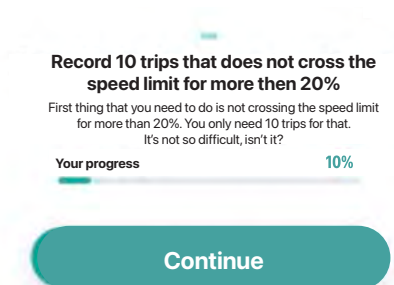 Record 10 trips that does not cross the
speed limit for more then 20%
First thing that you need to do is not crossing the speed limit
for more than 20%. You only need 10 trips for that.
It's not so difficult, isn't it?
Your progress 10%
Continue